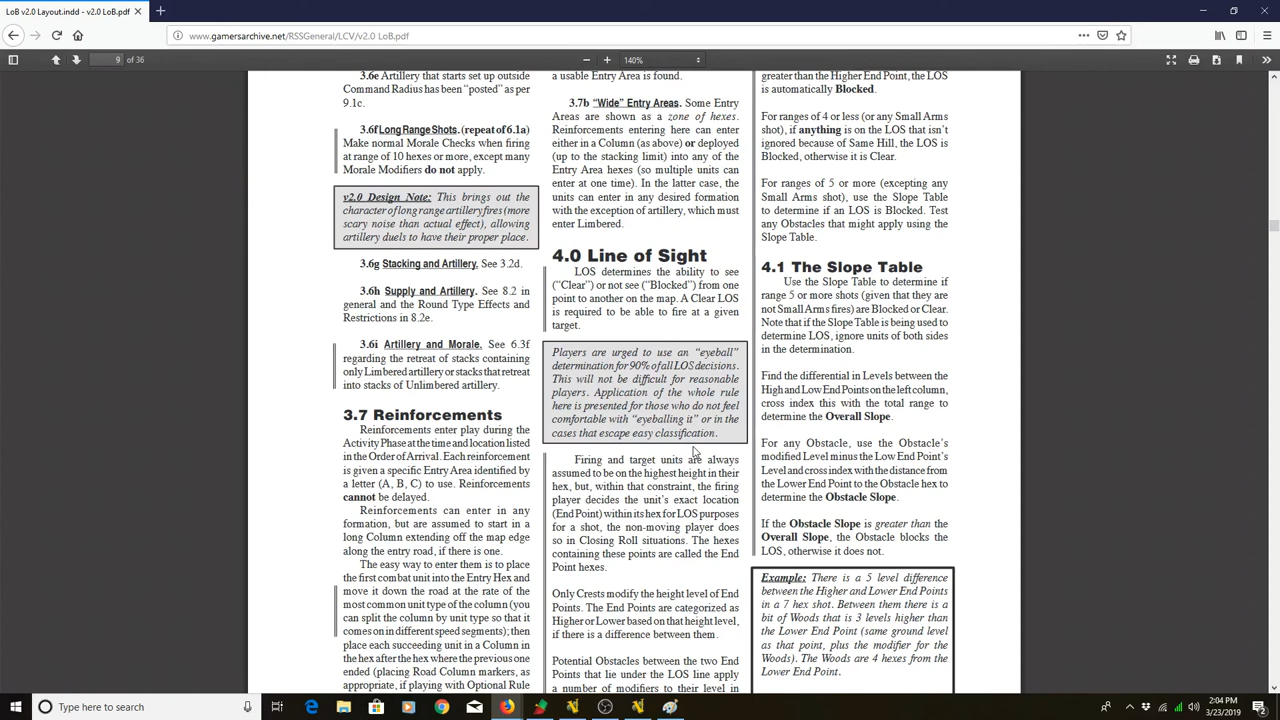 LoB v2.0 Layout.indd - v2.0 LoB.pdf
www.gamersarchive.net/RSSGeneral/LCV/v2.0 LoB.pdf
9 of 36
140%
3.6e Artillery that starts set up outside
Command Radius has been "posted" as per
9.1c.
3.6f Long Range Shots. (repeat of 6.1a)
Make normal Morale Checks when firing
at range of 10 hexes or more, except many
Morale Modifiers do not apply.
v2.0 Design Note: This brings out the
character of long range artillery fires (more
scary noise than actual effect), allowing
artillery duels to have their proper place.
3.6g Stacking and Artillery. See 3.2d.
3.6h Supply and Artillery. See 8.2 in
general and the Round Type Effects and
Restrictions in 8.2e.
3.6i Artillery and Morale. See 6.3f
regarding the retreat of stacks containing
only Limbered artillery or stacks that retreat
into stacks of Unlimbered artillery.
3.7 Reinforcements
Reinforcements enter play during the
Activity Phase at the time and location listed
in the Order of Arrival. Each reinforcement
is given a specific Entry Area identified by
a letter (A, B, C) to use. Reinforcements
cannot be delayed.
Reinforcements can enter in any
formation, but are assumed to start in a
long Column extending off the map edge
along the entry road, if there is one.
The easy way to enter them is to place
the first combat unit into the Entry Hex and
move it down the road at the rate of the
most common unit type of the column (you
can split the column by unit type so that it
comes on in different speed segments); then
place each succeeding unit in a Column in
the hex after the hex where the previous one
ended (placing Road Column markers, as
appropriate, if playing with Optional Rule
a usable Entry Area is found.
3.7b "Wide" Entry Areas. Some Entry
Areas are shown as a zone of hexes.
Reinforcements entering here can enter
either in a Column (as above) or deployed
(up to the stacking limit) into any of the
Entry Area hexes (so multiple units can
enter at one time). In the latter case, the
units can enter in any desired formation
with the exception of artillery, which must
enter Limbered.
4.0 Line of Sight
LOS determines the ability to see
("Clear") or not see ("Blocked") from one
point to another on the map. A Clear LOS
is required to be able to fire at a given
target.
Players are urged to use an "eyeball"
determination for 90% of all LOS decisions.
This will not be difficult for reasonable
players. Application of the whole rule
here is presented for those who do not feel
comfortable with "eyeballing it" or in the
cases that escape easy classification.
Firing and target units are always
assumed to be on the highest height in their
hex, but, within that constraint, the firing
player decides the unit's exact location
(End Point) within its hex for LOS purposes
for a shot, the non-moving player does
so in Closing Roll situations. The hexes
containing these points are called the End
Point hexes.
Only Crests modify the height level of End
Points. The End Points are categorized as
Higher or Lower based on that height level,
if there is a difference between them.
Potential Obstacles between the two End
Points that lie under the LOS line apply
a number of modifiers to their level in
greater than the Higher End Point, the LOS
is automatically Blocked.
For ranges of 4 or less (or any Small Arms
shot), if anything is on the LOS that isn't
ignored because of Same Hill, the LOS is
Blocked, otherwise it is Clear.
For ranges of 5 or more (excepting any
Small Arms shot), use the Slope Table
to determine if an LOS is Blocked. Test
any Obstacles that might apply using the
Slope Table.
4.1 The Slope Table
Use the Slope Table to determine if
range 5 or more shots (given that they are
not Small Arms fires) are Blocked or Clear.
Note that if the Slope Table is being used to
determine LOS, ignore units of both sides
in the determination.
Find the differential in Levels between the
High and Low End Points on the left column,
cross index this with the total range to
determine the Overall Slope.
For any Obstacle, use the Obstacle's
modified Level minus the Low End Point's
Level and cross index with the distance from
the Lower End Point to the Obstacle hex to
determine the Obstacle Slope.
If the Obstacle Slope is greater than the
Overall Slope, the Obstacle blocks the
LOS, otherwise it does not.
Example: There is a 5 level difference
between the Higher and Lower End Points
in a 7 hex shot. Between them there is a
bit of Woods that is 3 levels higher than
the Lower End Point (same ground level
as that point, plus the modifier for the
Woods). The Woods are 4 hexes from the
Lower End Point.
Type here to search
2:04 PM
3/23/2019